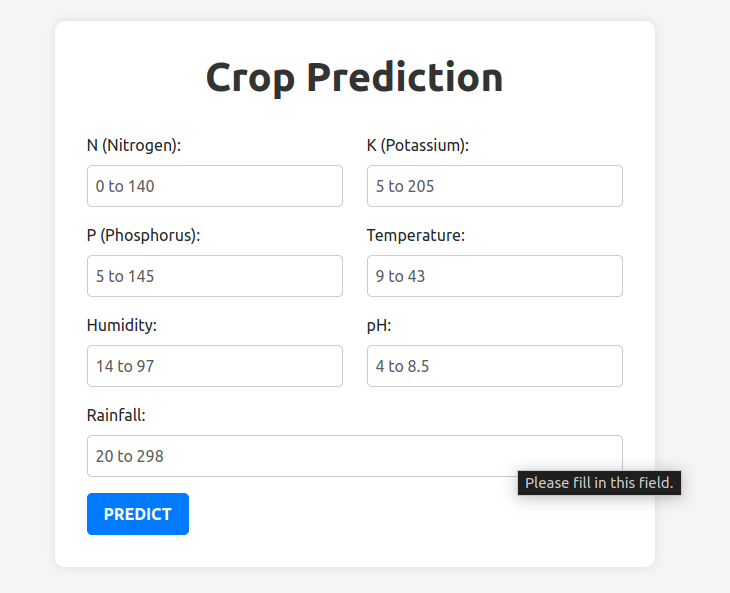 Crop Prediction
N (Nitrogen):
K (Potassium):
0 to 140
5 to 205
P (Phosphorus):
Temperature:
5 to 145
9 to 43
Humidity:
pH:
14 to 97
4 to 8.5
Rainfall:
20 to 298
Please fill in this field.
PREDICT